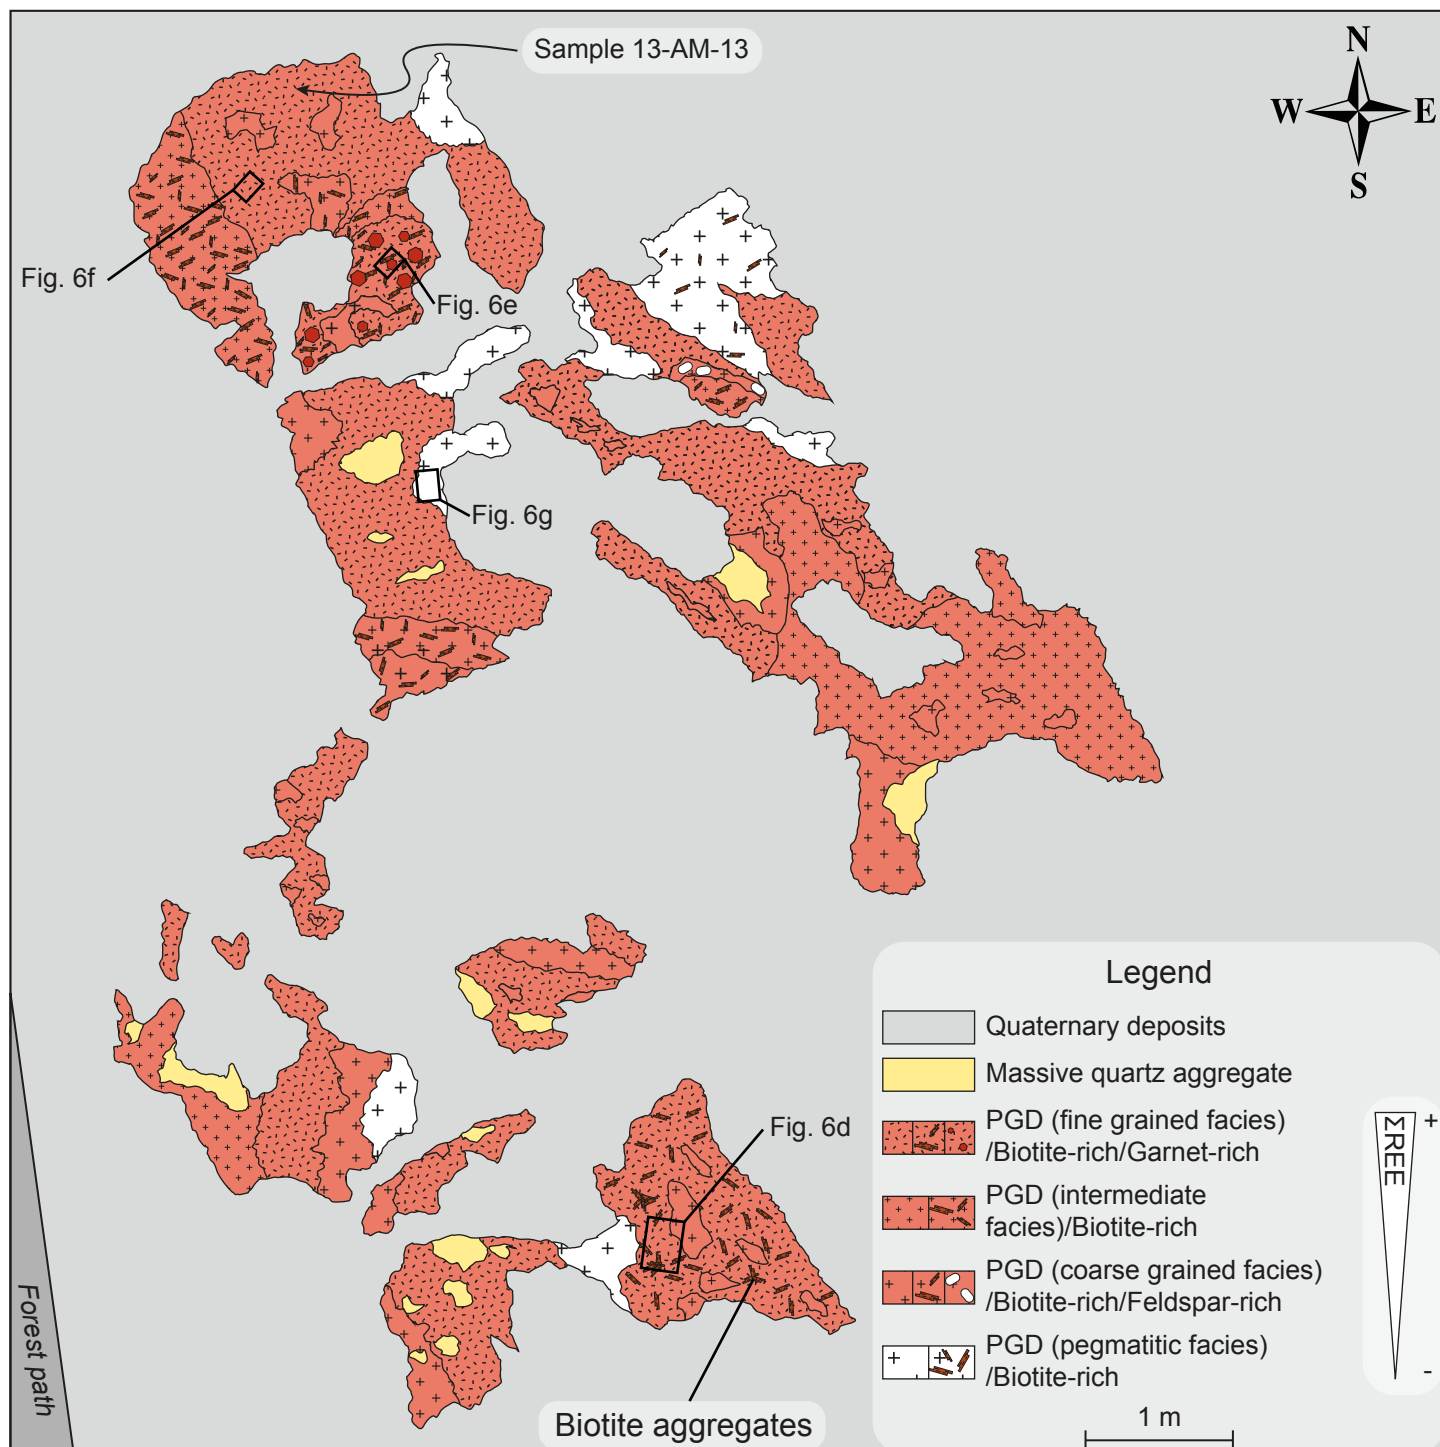 Sample 13-AM-13
N
W
E
S
Fig. 6f
Fig. 6e
Fig. 6g
Fig. 6d
Biotite aggregates
Forest path
Legend
Quaternary deposits
Massive quartz aggregate
PGD (fine grained facies)
/Biotite-rich/Garnet-rich
PGD (intermediate
facies)/Biotite-rich
PGD (coarse grained facies)
/Biotite-rich/Feldspar-rich
PGD (pegmatitic facies)
/Biotite-rich
+
ΣREE
-
1 m